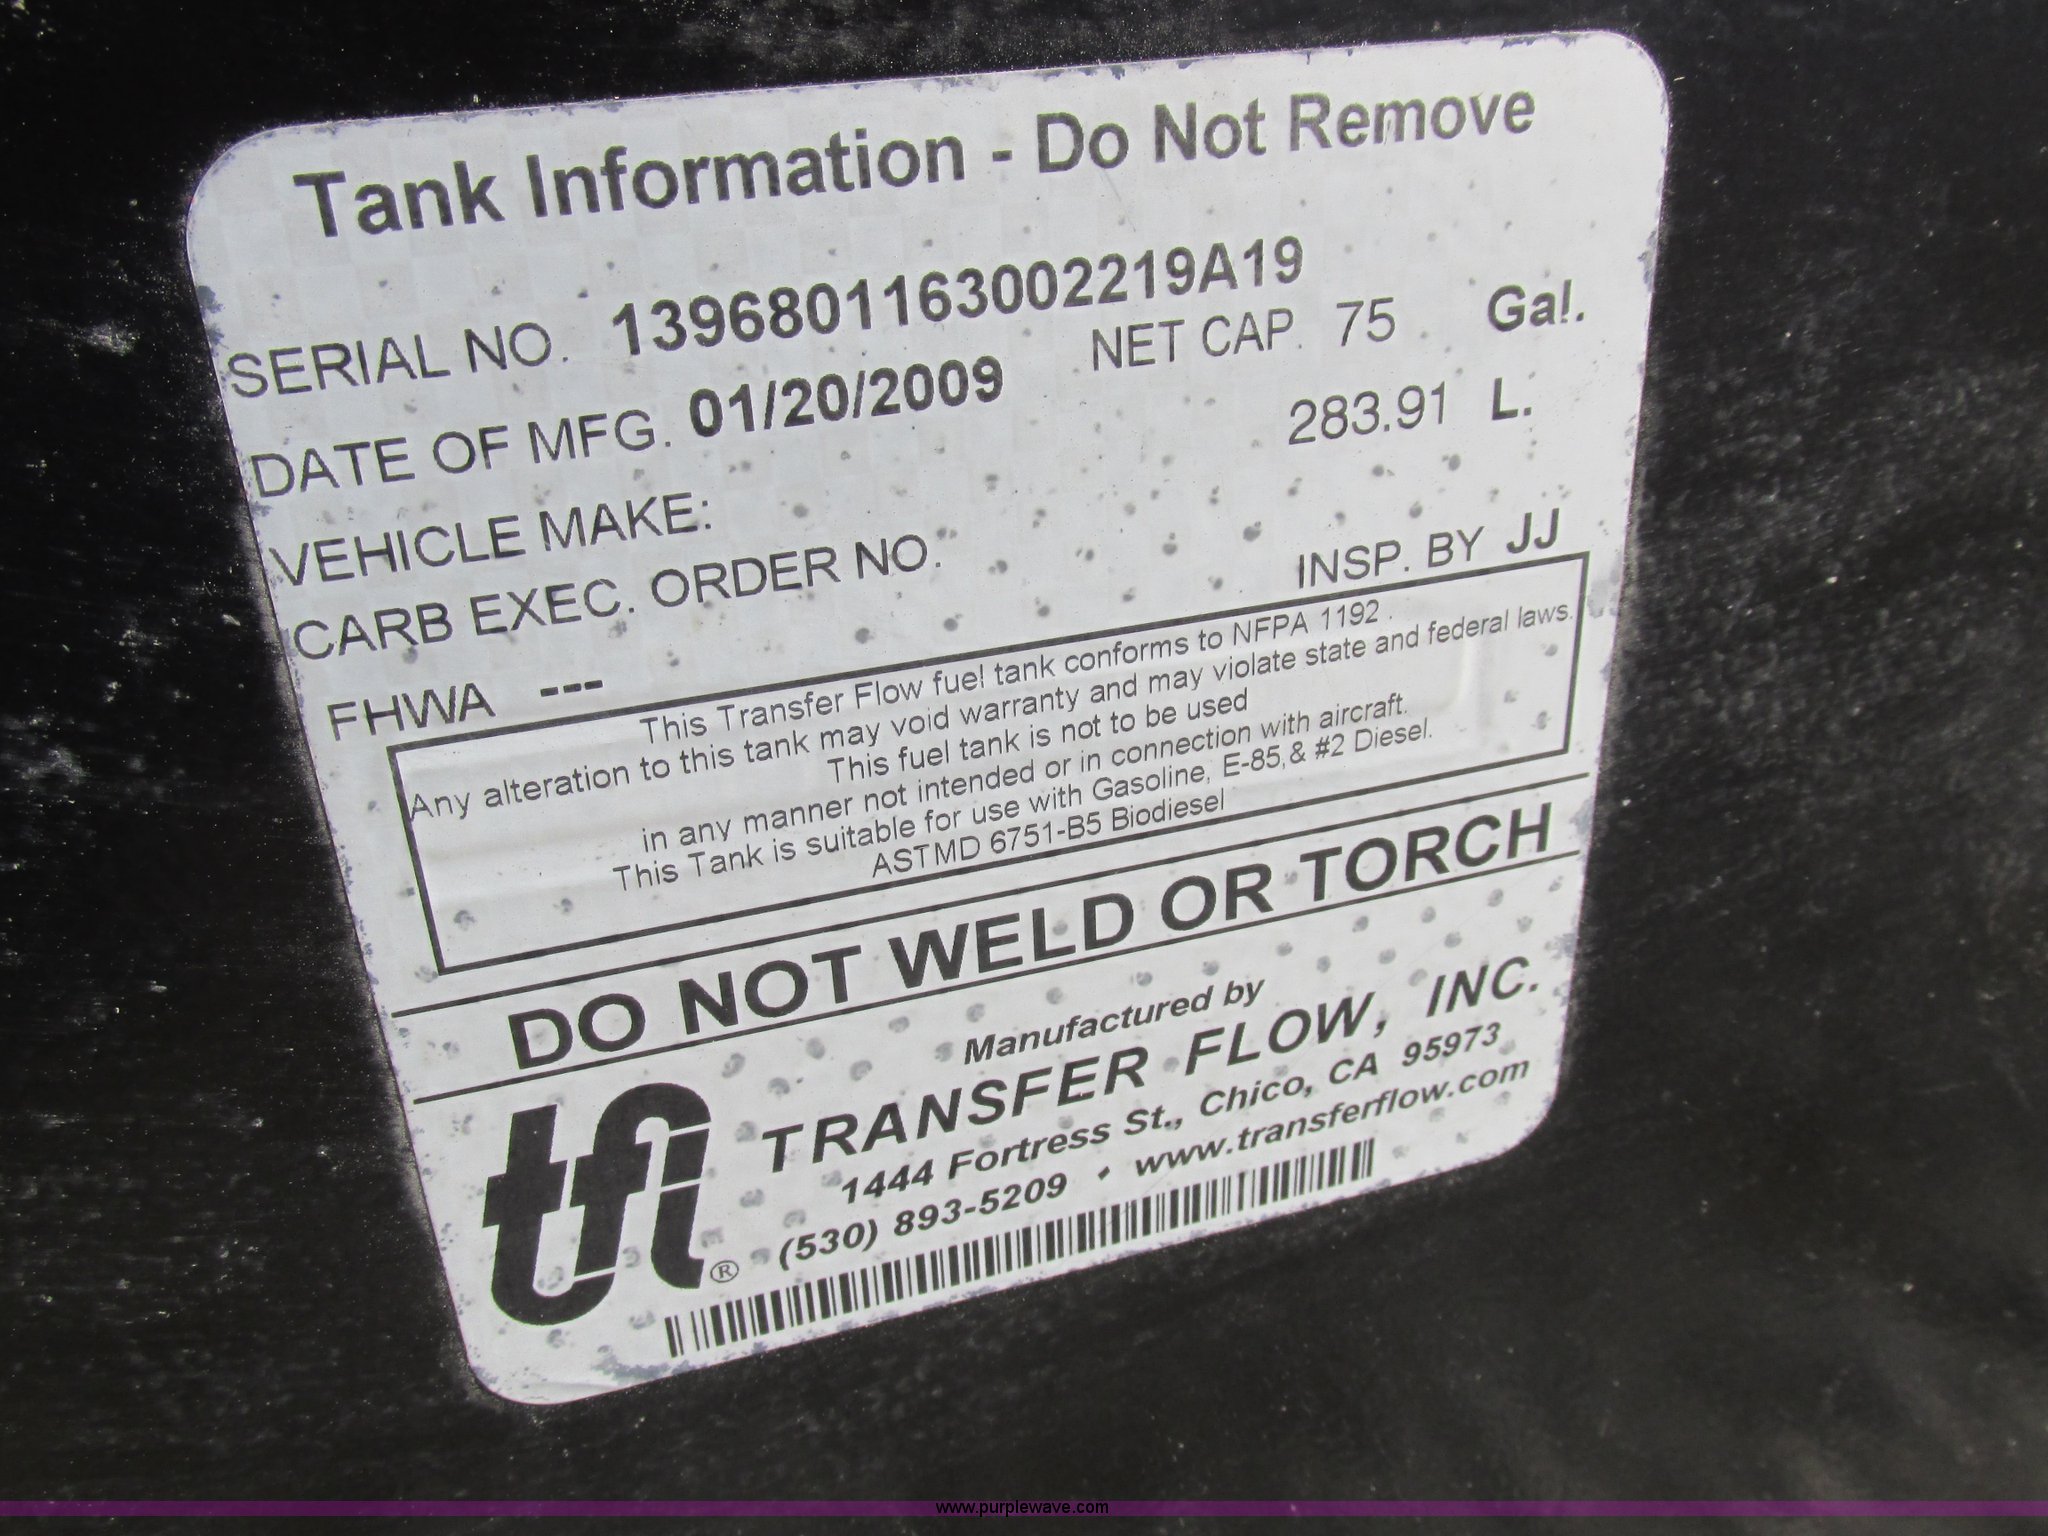 Tank Information - Do Not Remove
SERIAL NO. 1396801163002219A19
DATE OF MFG. 01/20/2009 NET CAP. 75 Gal.
283.91 L.
VEHICLE MAKE:
CARB EXEC. ORDER NO. INSP. BY JJ
FHWA ---
This Transfer Flow fuel tank conforms to NFPA 1192 .
Any alteration to this tank may void warranty and may violate state and federal laws.
This fuel tank is not to be used
in any manner not intended or in connection with aircraft.
This Tank is suitable for use with Gasoline, E-85,& #2 Diesel.
ASTMD 6751-B5 Biodiesel
DO NOT WELD OR TORCH
Manufactured by
tfi® TRANSFER FLOW, INC.
1444 Fortress St., Chico, CA 95973
(530) 893-5209 • www.transferflow.com
www.purplewave.com